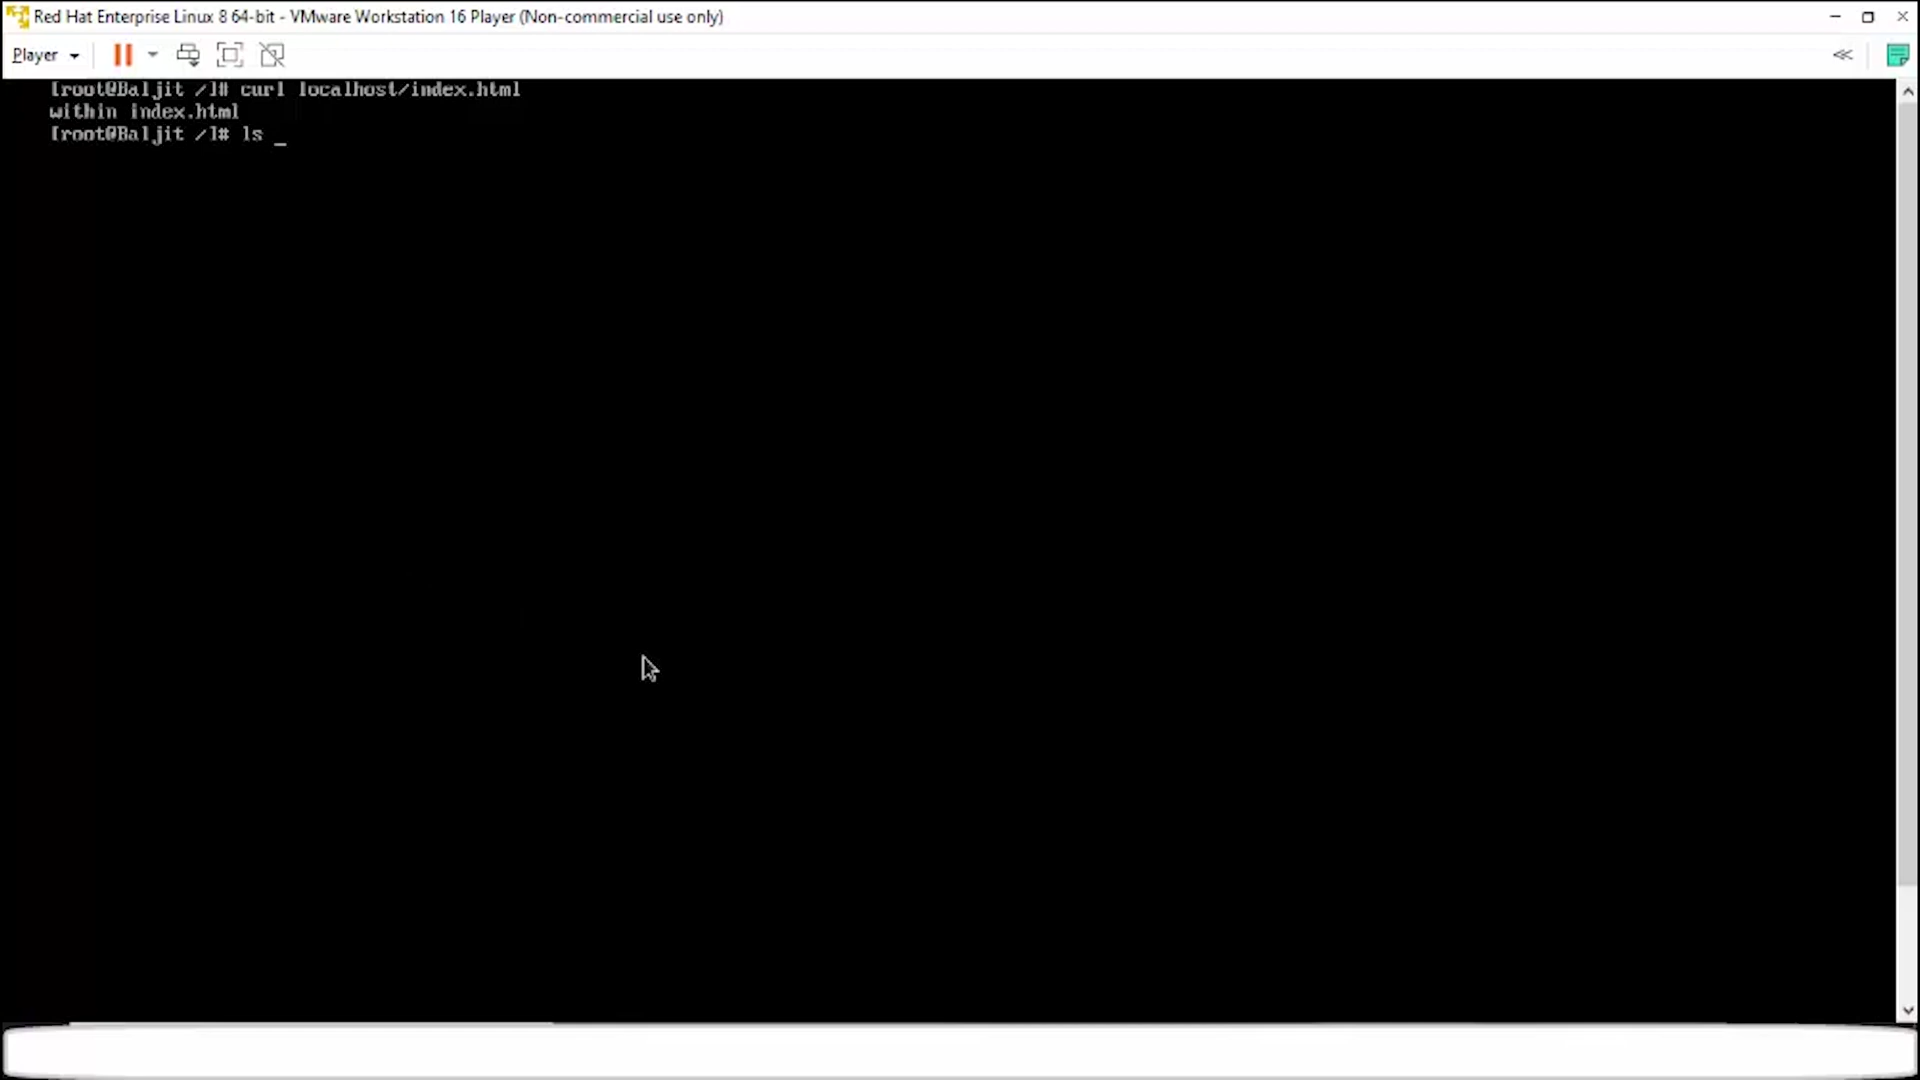 Red Hat Enterprise Linux 8 64-bit - VMware Workstation 16 Player (Non-commercial use only)
Player
[root@Baljit /]# curl localhost/index.html
within index.html
[root@Baljit /]# ls _